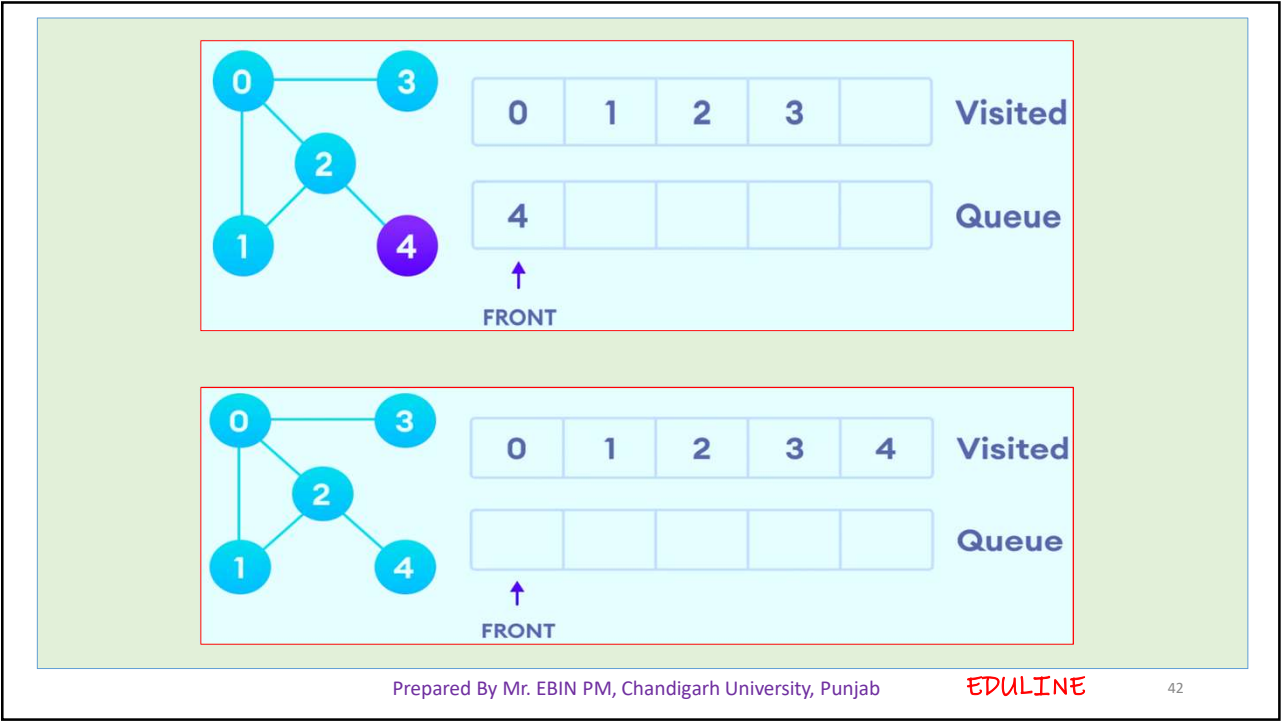 0 3
0 1 2 3 Visited
2
4 Queue
1 4
FRONT
0 3
0 1 2 3 4 Visited
2
Queue
1 4
FRONT
Prepared By Mr. EBIN PM, Chandigarh University, Punjab EDULINE 42